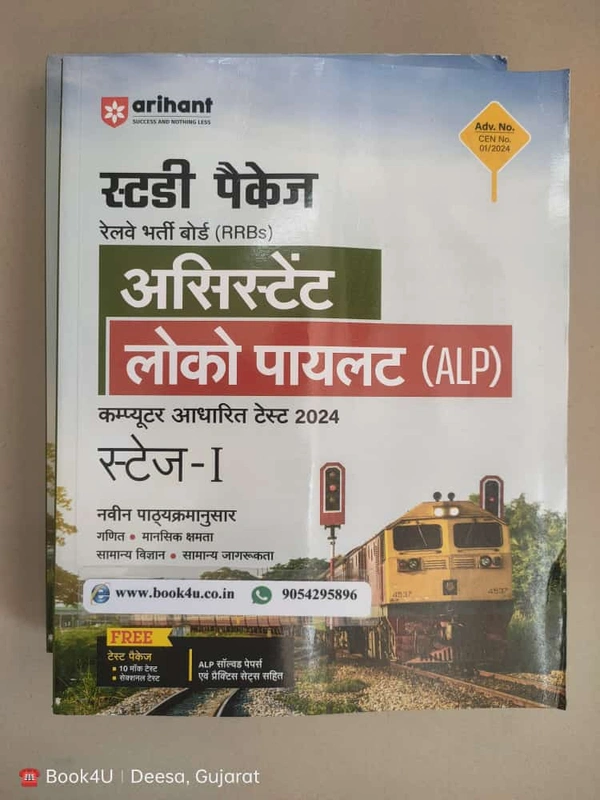 arihant
SUCCESS AND NOTHING LESS
Adv. No.
CEN No.
01/2024
स्टडी पैकेज
रेलवे भर्ती बोर्ड (RRBs)
असिस्टेंट
लोको पायलट (ALP)
कम्प्यूटर आधारित टेस्ट 2024
स्टेज-I
नवीन पाठ्यक्रमानुसार
गणित • मानसिक क्षमता
सामान्य विज्ञान • सामान्य जागरूकता
www.book4u.co.in 9054295896
FREE
टेस्ट पैकेज
• 10 मॉक टेस्ट
• सेक्शनल टेस्ट
ALP सॉल्वड पेपर्स
एवं प्रैक्टिस सेट्स सहित
4537 4537
Book4U | Deesa, Gujarat